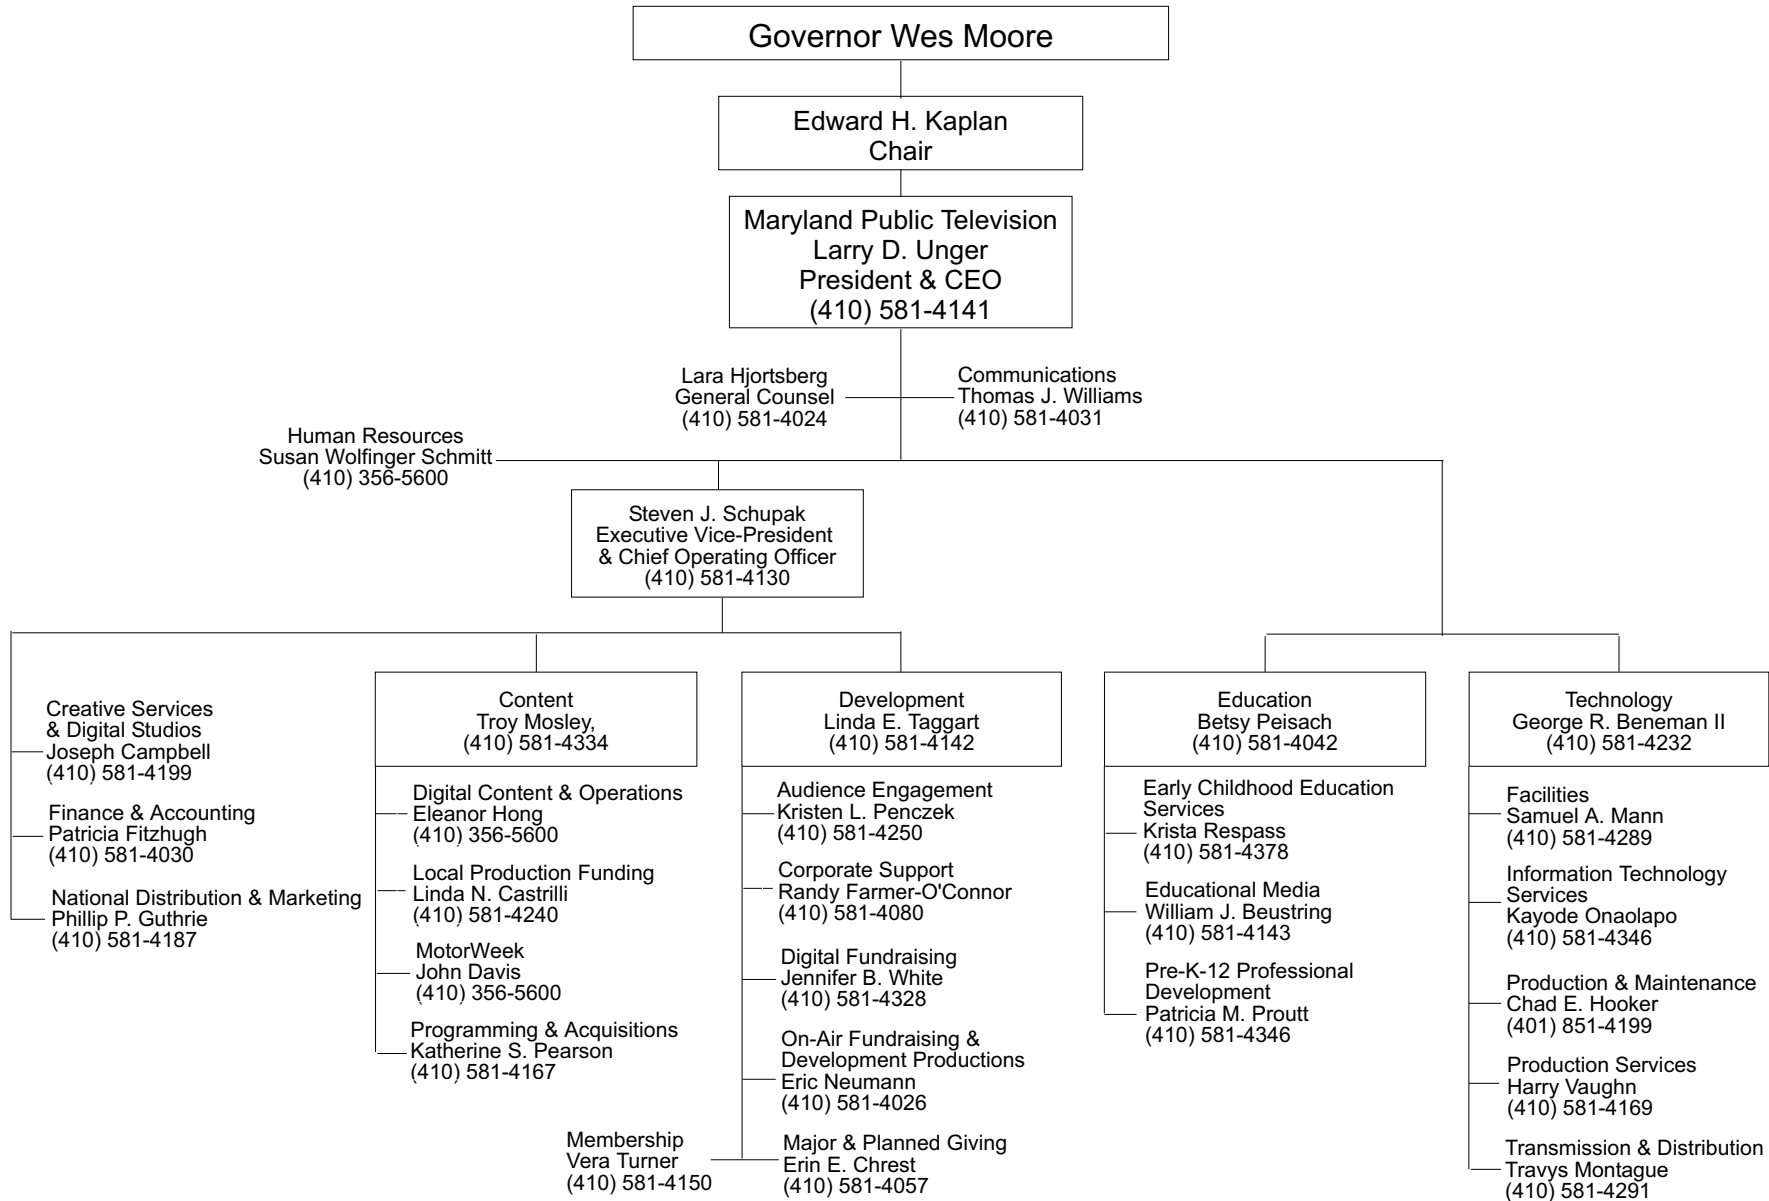 Governor Wes Moore
Edward H. Kaplan
Chair
Maryland Public Television
Larry D. Unger
President & CEO
(410) 581-4141
Lara Hjortsberg
General Counsel
(410) 581-4024
Communications
Thomas J. Williams
(410) 581-4031
Human Resources
Susan Wolfinger Schmitt
(410) 356-5600
Steven J. Schupak
Executive Vice-President
& Chief Operating Officer
(410) 581-4130
Creative Services
& Digital Studios
Joseph Campbell
(410) 581-4199
Finance & Accounting
Patricia Fitzhugh
(410) 581-4030
National Distribution & Marketing
Phillip P. Guthrie
(410) 581-4187
Content
Troy Mosley,
(410) 581-4334
Digital Content & Operations
Eleanor Hong
(410) 356-5600
Local Production Funding
Linda N. Castrilli
(410) 581-4240
MotorWeek
John Davis
(410) 356-5600
Programming & Acquisitions
Katherine S. Pearson
(410) 581-4167
Development
Linda E. Taggart
(410) 581-4142
Audience Engagement
Kristen L. Penczek
(410) 581-4250
Corporate Support
Randy Farmer-O'Connor
(410) 581-4080
Digital Fundraising
Jennifer B. White
(410) 581-4328
On-Air Fundraising &
Development Productions
Eric Neumann
(410) 581-4026
Membership
Vera Turner
(410) 581-4150
Major & Planned Giving
Erin E. Chrest
(410) 581-4057
Education
Betsy Peisach
(410) 581-4042
Early Childhood Education
Services
Krista Respass
(410) 581-4378
Educational Media
William J. Beustring
(410) 581-4143
Pre-K-12 Professional
Development
Patricia M. Proutt
(410) 581-4346
Technology
George R. Beneman II
(410) 581-4232
Facilities
Samuel A. Mann
(410) 581-4289
Information Technology
Services
Kayode Onaolapo
(410) 581-4346
Production & Maintenance
Chad E. Hooker
(401) 851-4199
Production Services
Harry Vaughn
(410) 581-4169
Transmission & Distribution
Travys Montague
(410) 581-4291